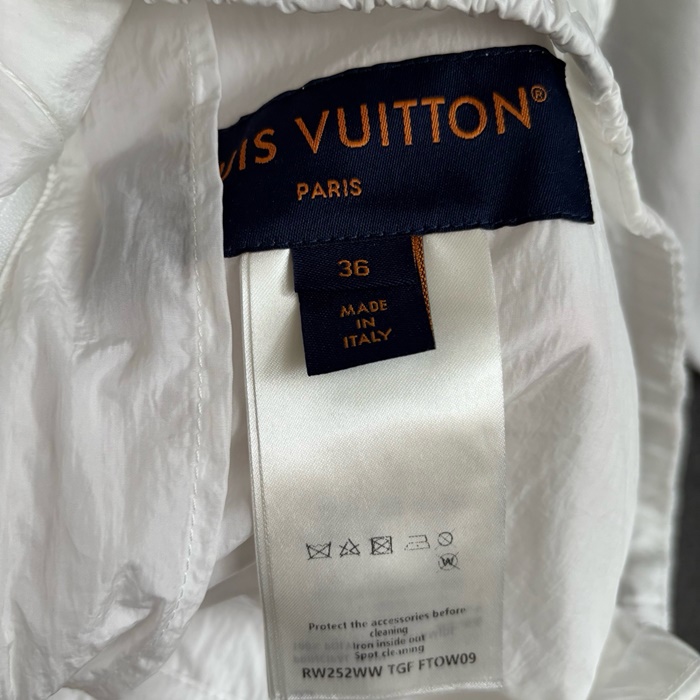 UIS VUITTON®
PARIS
36
MADE
IN
ITALY
W
Protect the accessories before
cleaning
Iron inside out
Spot cleaning
RW252WW TGF FTOW09